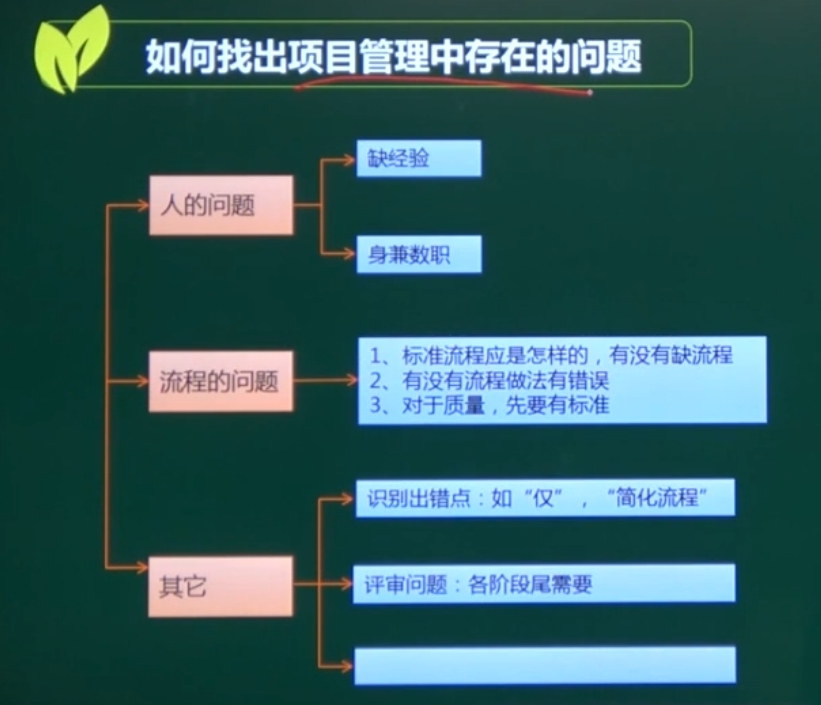 如何找出项目管理中存在的问题
人的问题
缺经验
身兼数职
流程的问题
1、标准流程应是怎样的，有没有缺流程
2、有没有流程做法有错误
3、对于质量，先要有标准
其它
识别出错点：如“仅”，“简化流程”
评审问题：各阶段尾需要